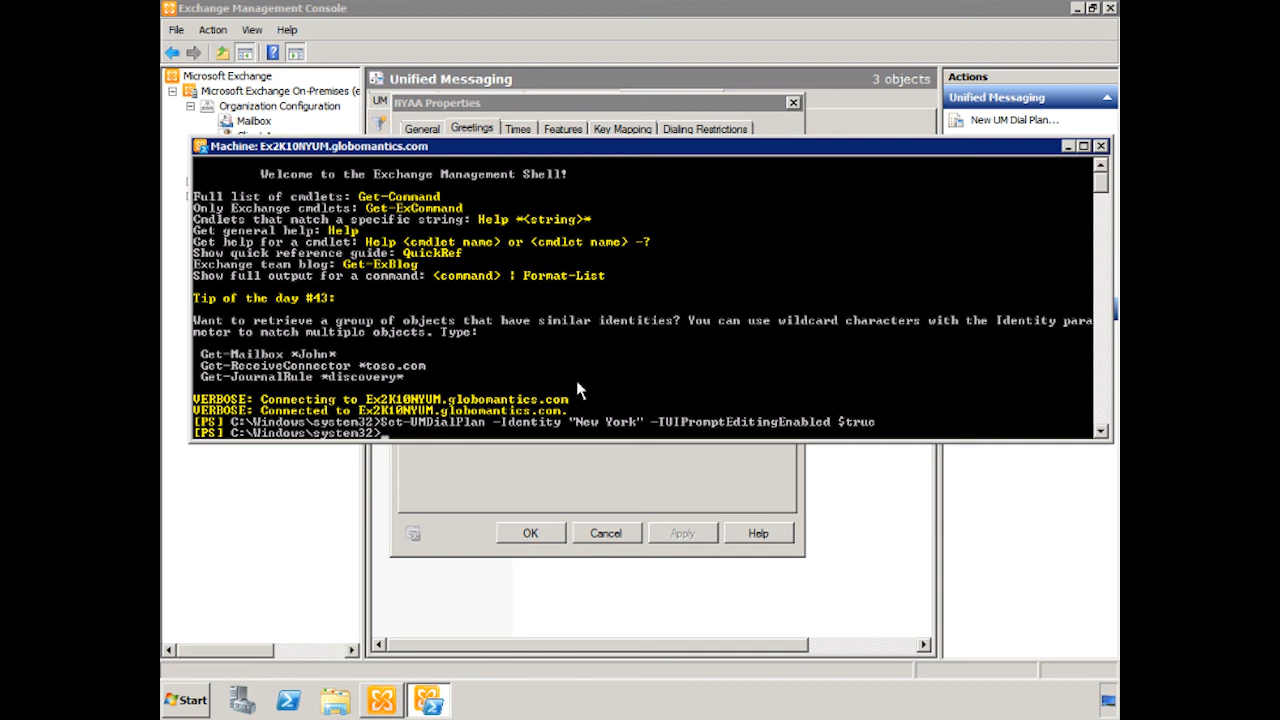 Exchange Management Console
File Action View Help
Microsoft Exchange
Microsoft Exchange On-Premises (e
Organization Configuration
Mailbox
Unified Messaging
3 objects
UM
NYAA Properties
General Greetings Times Features Key Mapping Dialing Restrictions
Actions
Unified Messaging
New UM Dial Plan...
Machine: Ex2K10NYUM.globomantics.com
Welcome to the Exchange Management Shell!
Full list of cmdlets: Get-Command
Only Exchange cmdlets: Get-ExCommand
Cmdlets that match a specific string: Help *<string>*
Get general help: Help
Get help for a cmdlet: Help <cmdlet name> or <cmdlet name> -?
Show quick reference guide: QuickRef
Exchange team blog: Get-ExBlog
Show full output for a command: <command> | Format-List
Tip of the day #43:
Want to retrieve a group of objects that have similar identities? You can use wildcard characters with the Identity para
meter to match multiple objects. Type:
Get-Mailbox *John*
Get-ReceiveConnector *toso.com
Get-JournalRule *discovery*
VERBOSE: Connecting to Ex2K10NYUM.globomantics.com
VERBOSE: Connected to Ex2K10NYUM.globomantics.com.
[PS] C:\Windows\system32>Set-UMDialPlan -Identity "New York" -TUIPromptEditingEnabled $true
[PS] C:\Windows\system32>_
OK Cancel Apply Help
Start